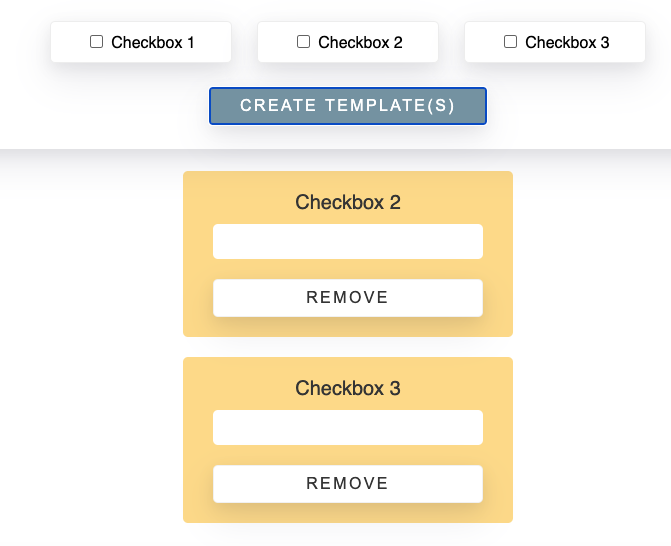 Checkbox 1 Checkbox 2 Checkbox 3
CREATE TEMPLATE(S)
Checkbox 2
REMOVE
Checkbox 3
REMOVE